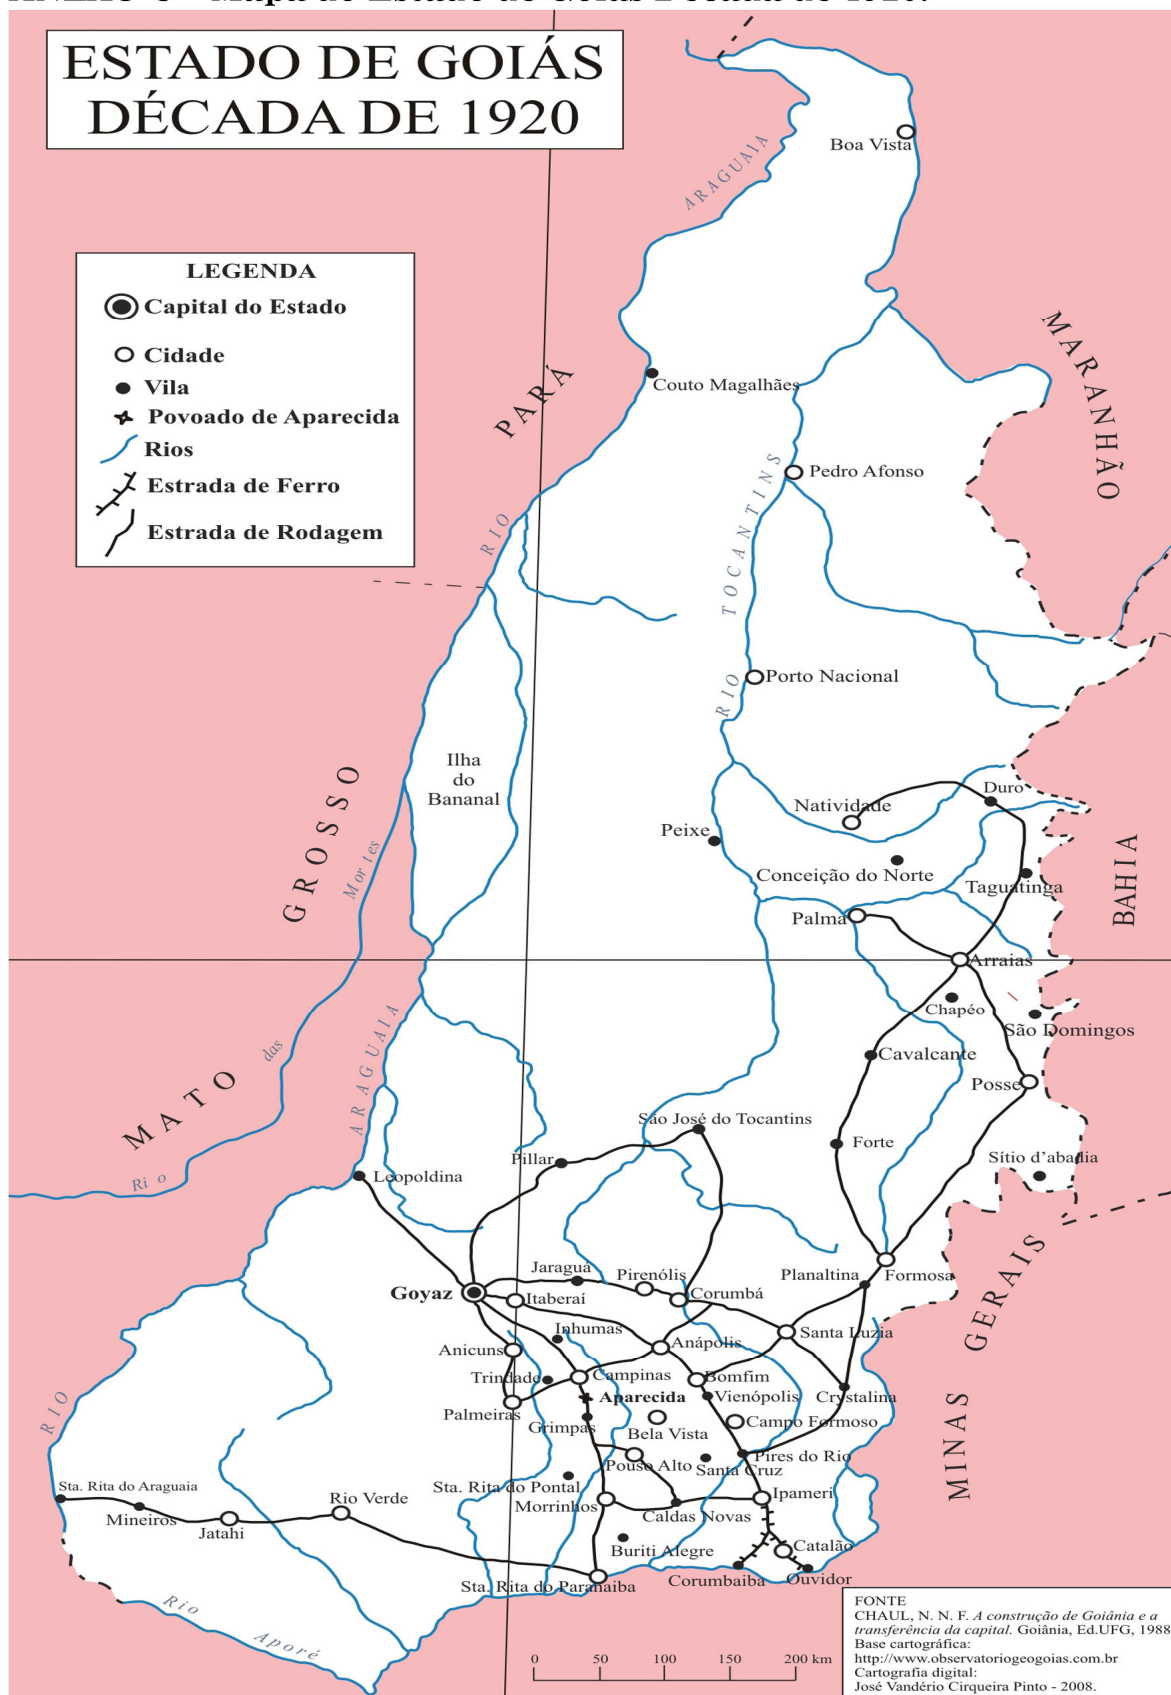 ESTADO DE GOIÁS
DÉCADA DE 1920
LEGENDA
Capital do Estado
Cidade
Vila
Povoado de Aparecida
Rios
Estrada de Ferro
Estrada de Rodagem
ARAGUAIA
Boa Vista
MARANHÃO
PARÁ
Couto Magalhães
Pedro Afonso
RIO
RIO TOCANTINS
Porto Nacional
Ilha
do
Bananal
MATO GROSSO
Rio das Mortes
Duro
Natividade
Peixe
Conceição do Norte
Taguatinga
BAHIA
Palma
Arraias
Chapéo
São Domingos
Cavalcante
Posse
ARAGUAIA
São José do Tocantins
Forte
Pillar
Sítio d'abadia
Leopoldina
MINAS GERAIS
Formosa
Planaltina
Jaraguá
Pirenólis
Corumbá
Goyaz
Itaberaí
Santa Luzia
Inhumas
Anápolis
Anicuns
Trindade
Campinas
Bomfim
Aparecida
Vienópolis
Crystalina
Palmeiras
Grimpas
Bela Vista
Campo Formoso
RIO
Pouso Alto
Santa Cruz
Pires do Rio
Sta. Rita do Pontal
Sta. Rita do Araguaia
Mineiros
Jatahi
Rio Verde
Morrinhos
Caldas Novas
Ipameri
Buriti Alegre
Catalão
Sta. Rita do Paranaiba
Corumbaiba
Ouvidor
Rio Aporé
0 50 100 200 km
FONTE
CHAUL, N. N. F. A construção de Goiânia e a
transferência da capital. Goiânia, Ed.UFG, 1988
Base cartográfica:
http://www.observatoriogeogoias.com.br
Cartografia digital:
José Vandério Cirqueira Pinto - 2008.